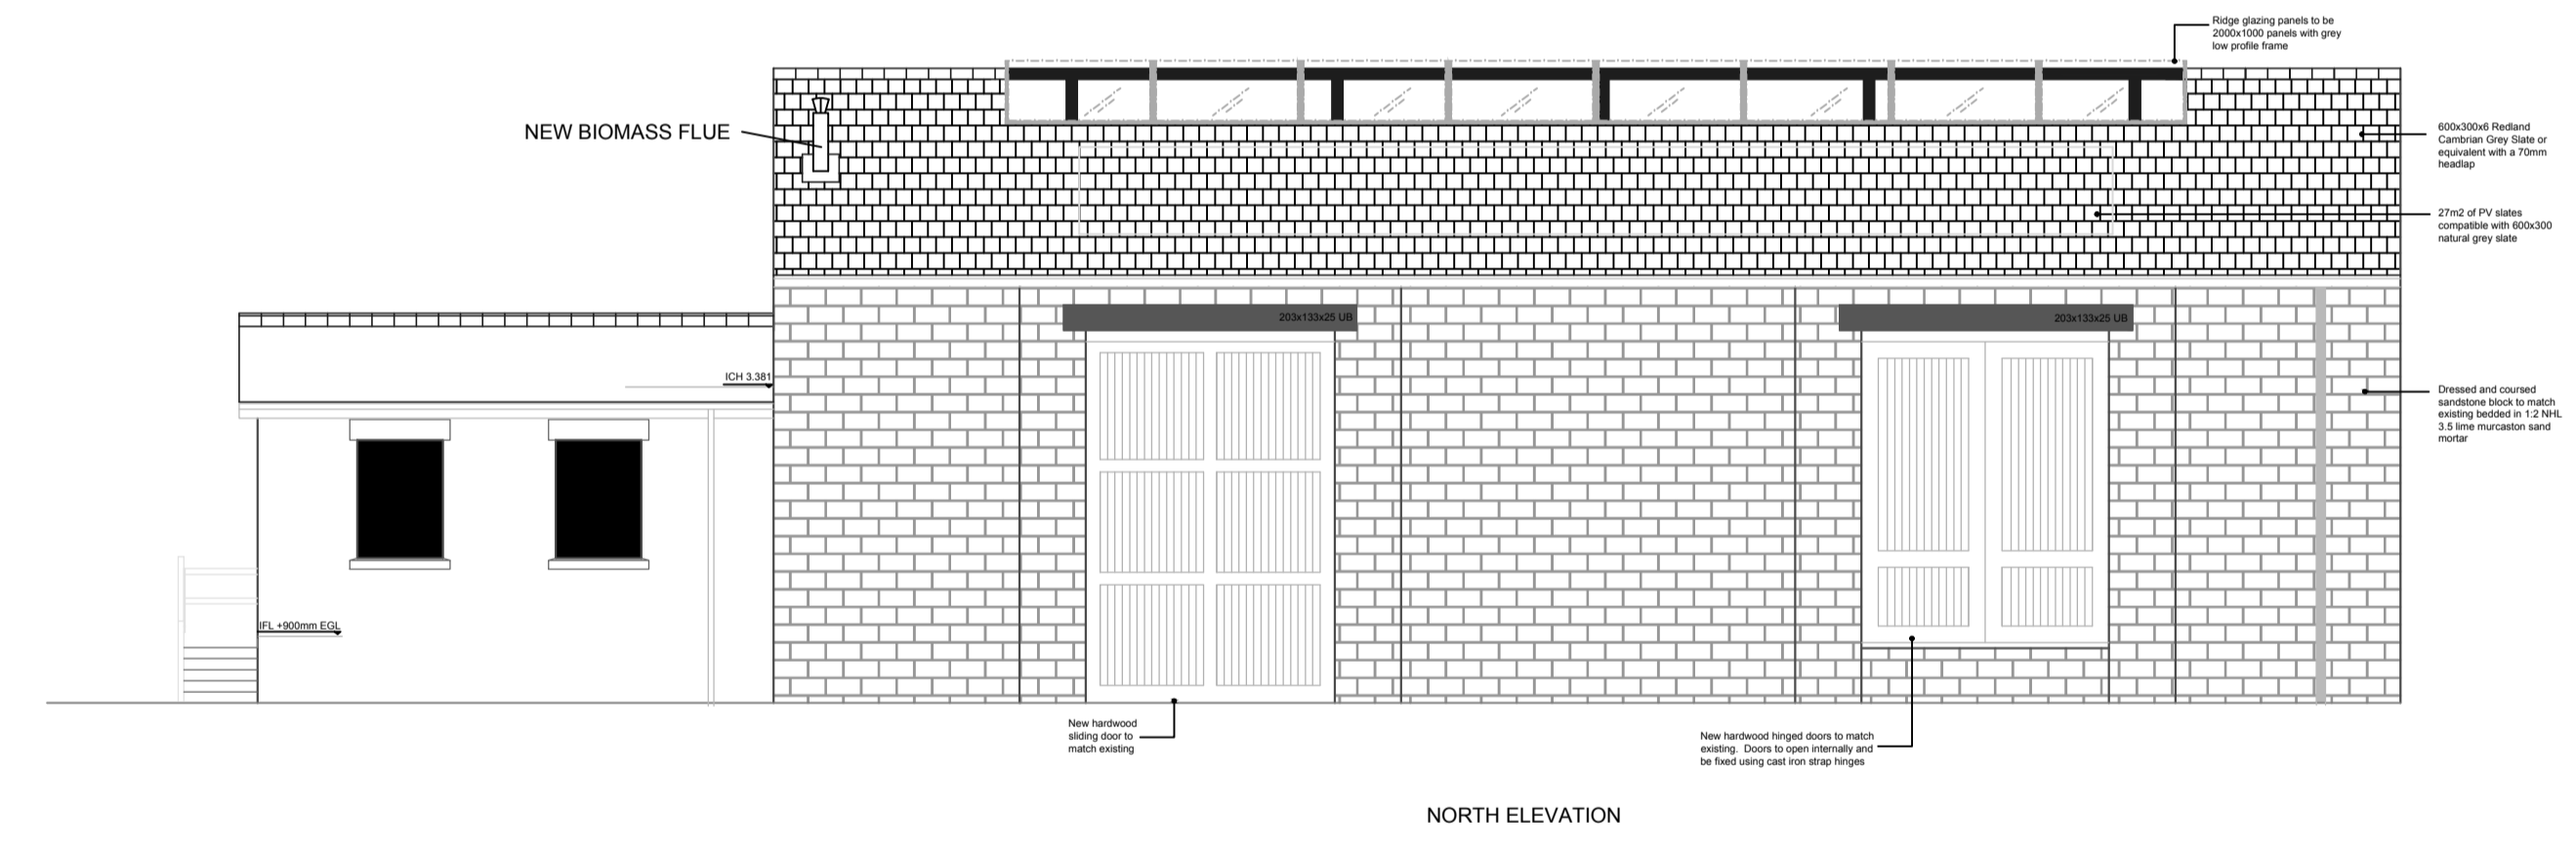 Ridge glazing panels to be
2000x1000 panels with grey
low profile frame
NEW BIOMASS FLUE
600x300x6 Redland
Cambrian Grey Slate or
equivalent with a 70mm
headlap
27m2 of PV slates
compatible with 600x300
natural grey slate
203x133x25 UB
203x133x25 UB
ICH 3.381
Dressed and coursed
sandstone block to match
existing bedded in 1:2 NHL
3.5 lime murcaston sand
mortar
IFL +900mm EGL
New hardwood
sliding door to
match existing
New hardwood hinged doors to match
existing. Doors to open internally and
be fixed using cast iron strap hinges
NORTH ELEVATION